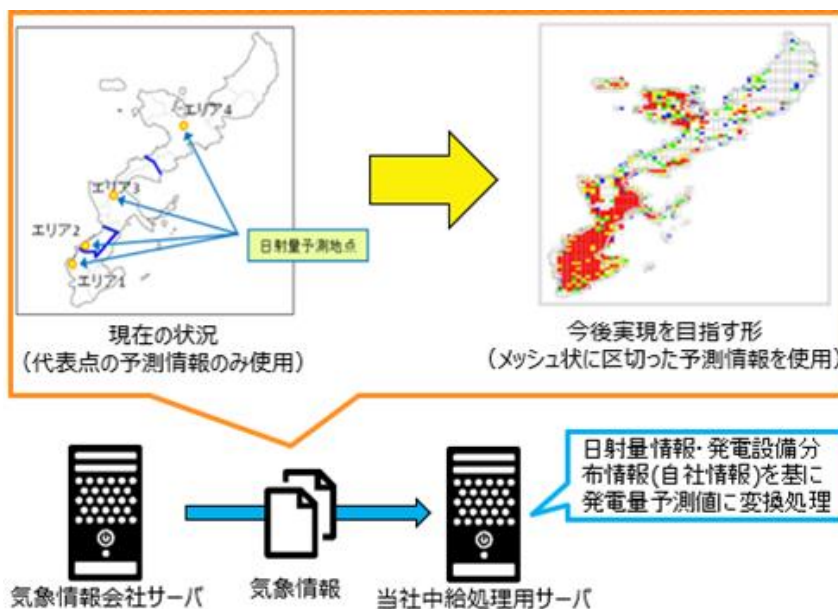 エリア4
エリア3
エリア2
エリア1
日射量予測地点
現在の状況
(代表点の予測情報のみ使用)
今後実現を目指す形
(メッシュ状に区切った予測情報を使用)
日射量情報・発電設備分
布情報(自社情報)を基に
発電量予測値に変換処理
気象情報会社サーバ
気象情報
当社中給処理用サーバ